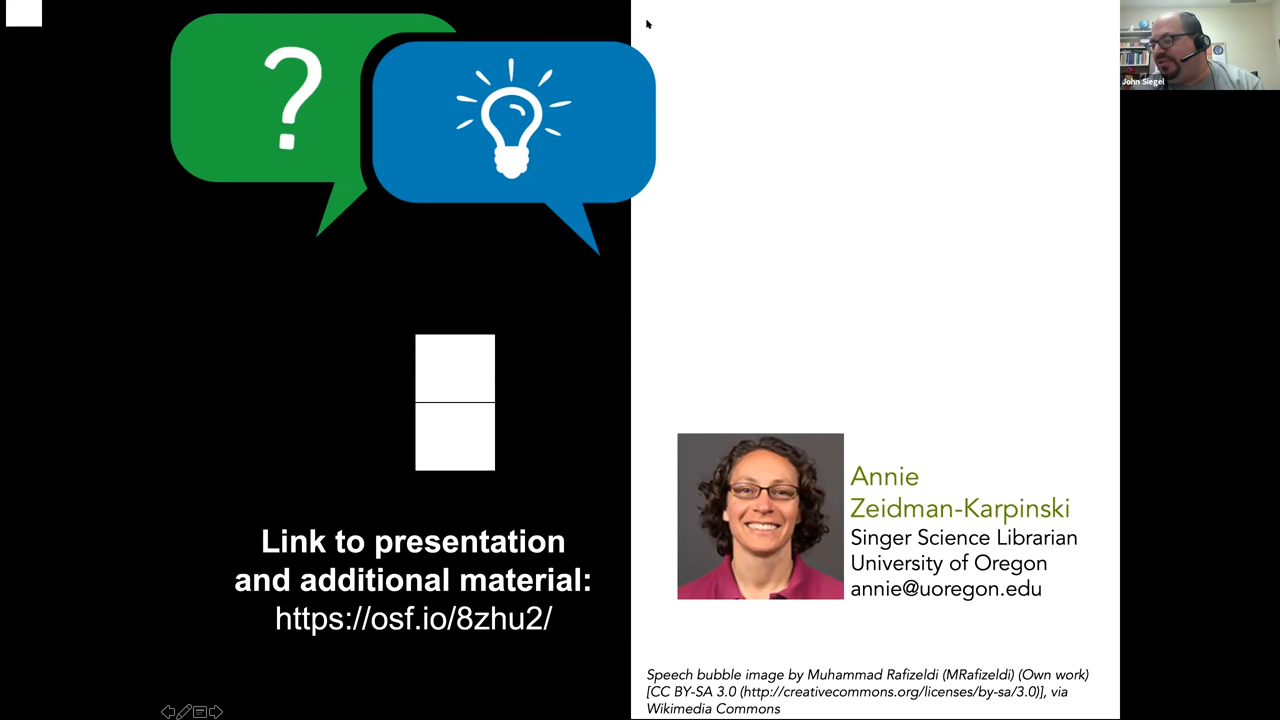 ?
John Siegel
Link to presentation
and additional material:
https://osf.io/8zhu2/
Annie
Zeidman-Karpinski
Singer Science Librarian
University of Oregon
annie@uoregon.edu
Speech bubble image by Muhammad Rafizeldi (MRafizeldi) (Own work)
[CC BY-SA 3.0 (http://creativecommons.org/licenses/by-sa/3.0)], via
Wikimedia Commons